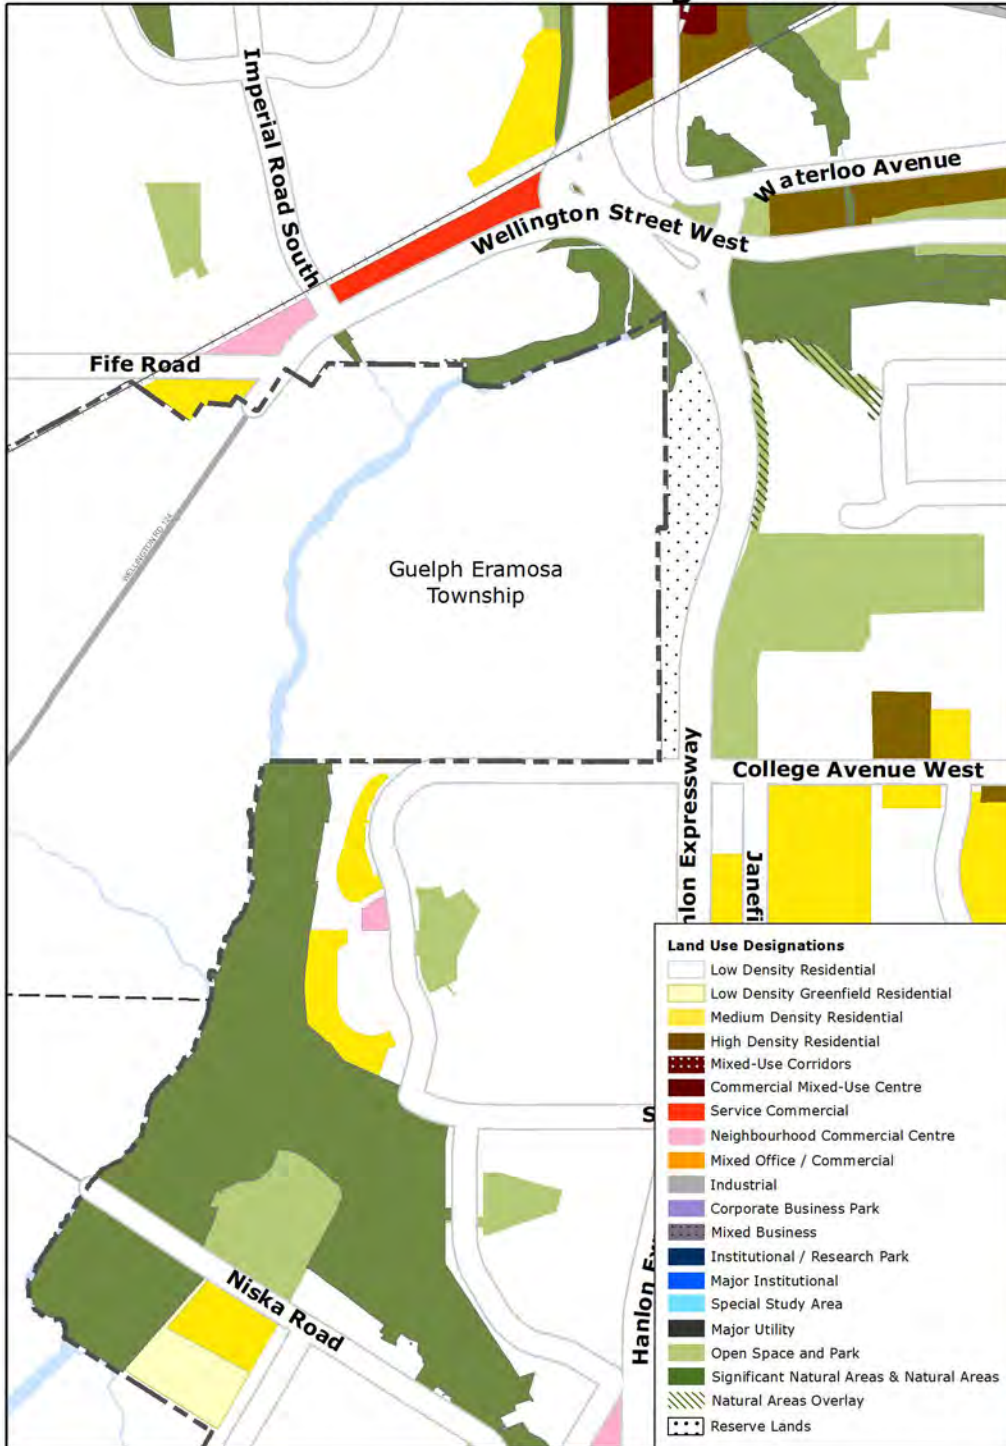 Imperial Road South
Waterloo Avenue
Wellington Street West
Fife Road
WELLINGTON RD 124
Guelph Eramosa
Township
College Avenue West
Niska Road
Land Use Designations
Low Density Residential
Low Density Greenfield Residential
Medium Density Residential
High Density Residential
Mixed-Use Corridors
Commercial Mixed-Use Centre
Service Commercial
Neighbourhood Commercial Centre
Mixed Office / Commercial
Industrial
Corporate Business Park
Mixed Business
Institutional / Research Park
Major Institutional
Special Study Area
Major Utility
Open Space and Park
Significant Natural Areas & Natural Areas
Natural Areas Overlay
Reserve Lands
nlon Expressway
Janefi
S
Hanlon